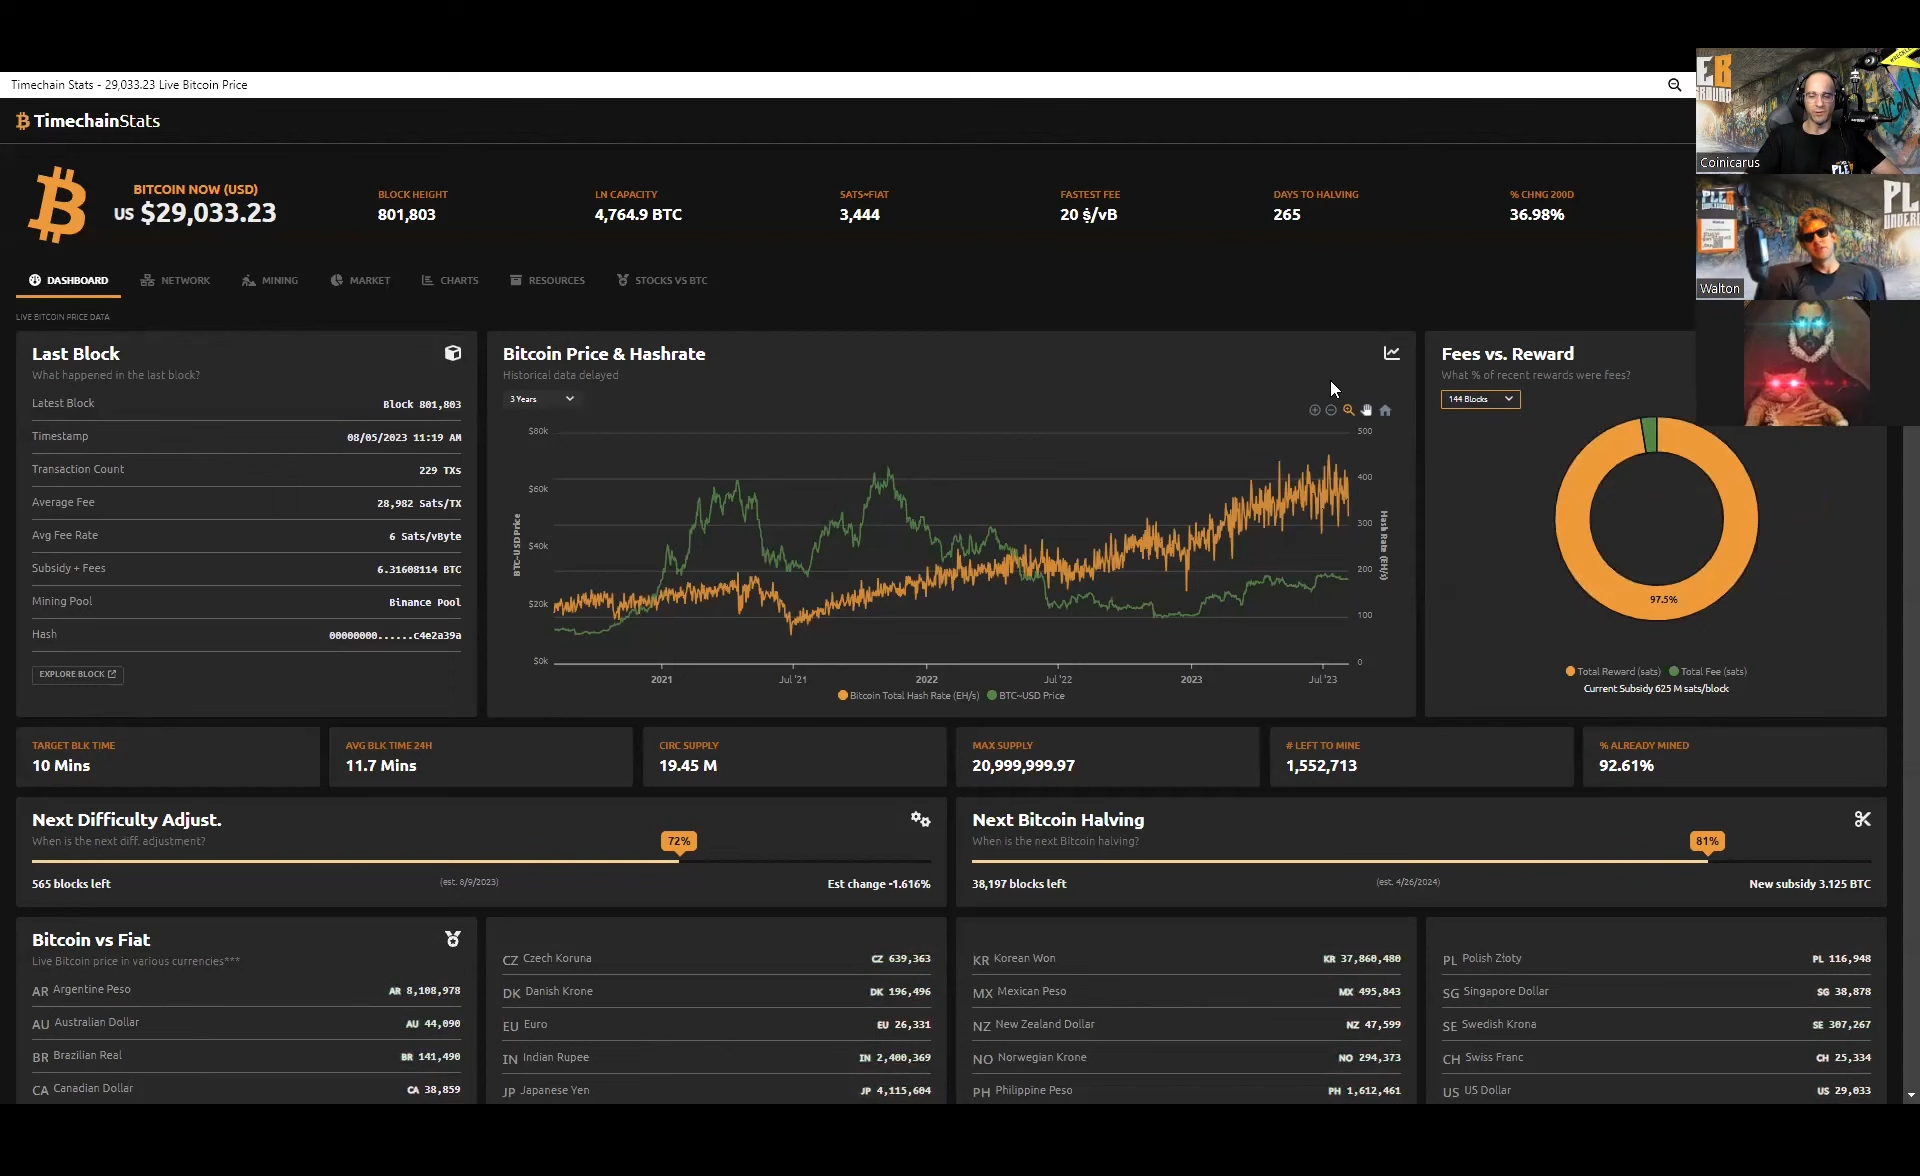 Timechain Stats - 29,033.23 Live Bitcoin Price
TimechainStats
BITCOIN NOW (USD)
US $29,033.23
BLOCK HEIGHT
801,803
LN CAPACITY
4,764.9 BTC
SATS~FIAT
3,444
FASTEST FEE
20 $/vB
DAYS TO HALVING
265
% CHNG 200D
36.98%
DASHBOARD NETWORK MINING MARKET CHARTS RESOURCES STOCKS VS BTC
LIVE BITCOIN PRICE DATA
Last Block
What happened in the last block?
Latest Block Block 801,803
Timestamp 08/05/2023 11:19 AM
Transaction Count 229 TXs
Average Fee 28,982 Sats/TX
Avg Fee Rate 6 Sats/vByte
Subsidy + Fees 6.31608114 BTC
Mining Pool Binance Pool
Hash 00000000......c4e2a39a
EXPLORE BLOCK
Bitcoin Price & Hashrate
Historical data delayed
3 Years
$80k
$60k
$40k
$20k
$0k
BTC-USD Price
500
400
300
200
100
0
Hash Rate (EH/s)
2021 Jul '21 2022 Jul '22 2023 Jul '23
Bitcoin Total Hash Rate (EH/s) BTC~USD Price
Fees vs. Reward
What % of recent rewards were fees?
144 Blocks
97.5%
Total Reward (sats) Total Fee (sats)
Current Subsidy 625 M sats/block
Coinicarus
Walton
TARGET BLK TIME
10 Mins
AVG BLK TIME 24H
11.7 Mins
CIRC SUPPLY
19.45 M
MAX SUPPLY
20,999,999.97
# LEFT TO MINE
1,552,713
% ALREADY MINED
92.61%
Next Difficulty Adjust.
When is the next diff. adjustment?
72%
565 blocks left (est. 8/9/2023) Est change -1.616%
Next Bitcoin Halving
When is the next Bitcoin halving?
81%
38,197 blocks left (est. 4/26/2024) New subsidy 3.125 BTC
Bitcoin vs Fiat
Live Bitcoin price in various currencies***
AR Argentine Peso AR 8,108,978
AU Australian Dollar AU 44,090
BR Brazilian Real BR 141,490
CA Canadian Dollar CA 38,859
CZ Czech Koruna CZ 639,363
DK Danish Krone DK 196,496
EU Euro EU 26,331
IN Indian Rupee IN 2,400,369
JP Japanese Yen JP 4,115,604
KR Korean Won KR 37,860,480
MX Mexican Peso MX 495,843
NZ New Zealand Dollar NZ 47,599
NO Norwegian Krone NO 294,373
PH Philippine Peso PH 1,612,461
PL Polish Złoty PL 116,948
SG Singapore Dollar SG 38,878
SE Swedish Krona SE 307,267
CH Swiss Franc CH 25,334
US US Dollar US 29,033